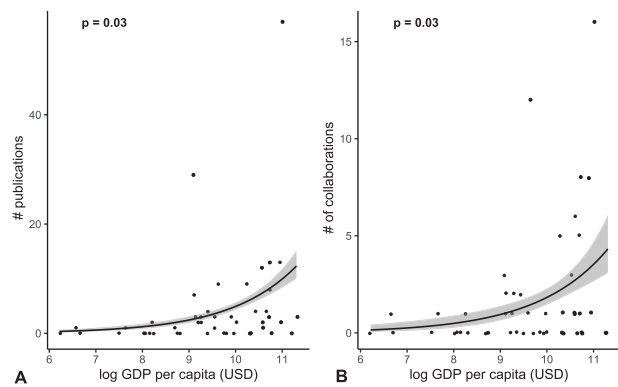 p = 0.03
# publications
40
20
0
6 7 8 9 10 11
log GDP per capita (USD)
A
p = 0.03
# of collaborations
15
10
5
0
6 7 8 9 10 11
log GDP per capita (USD)
B